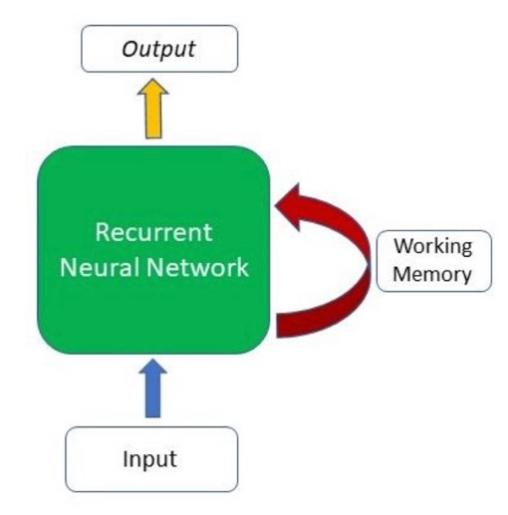 Output
Recurrent
Neural Network
Working
Memory
Input